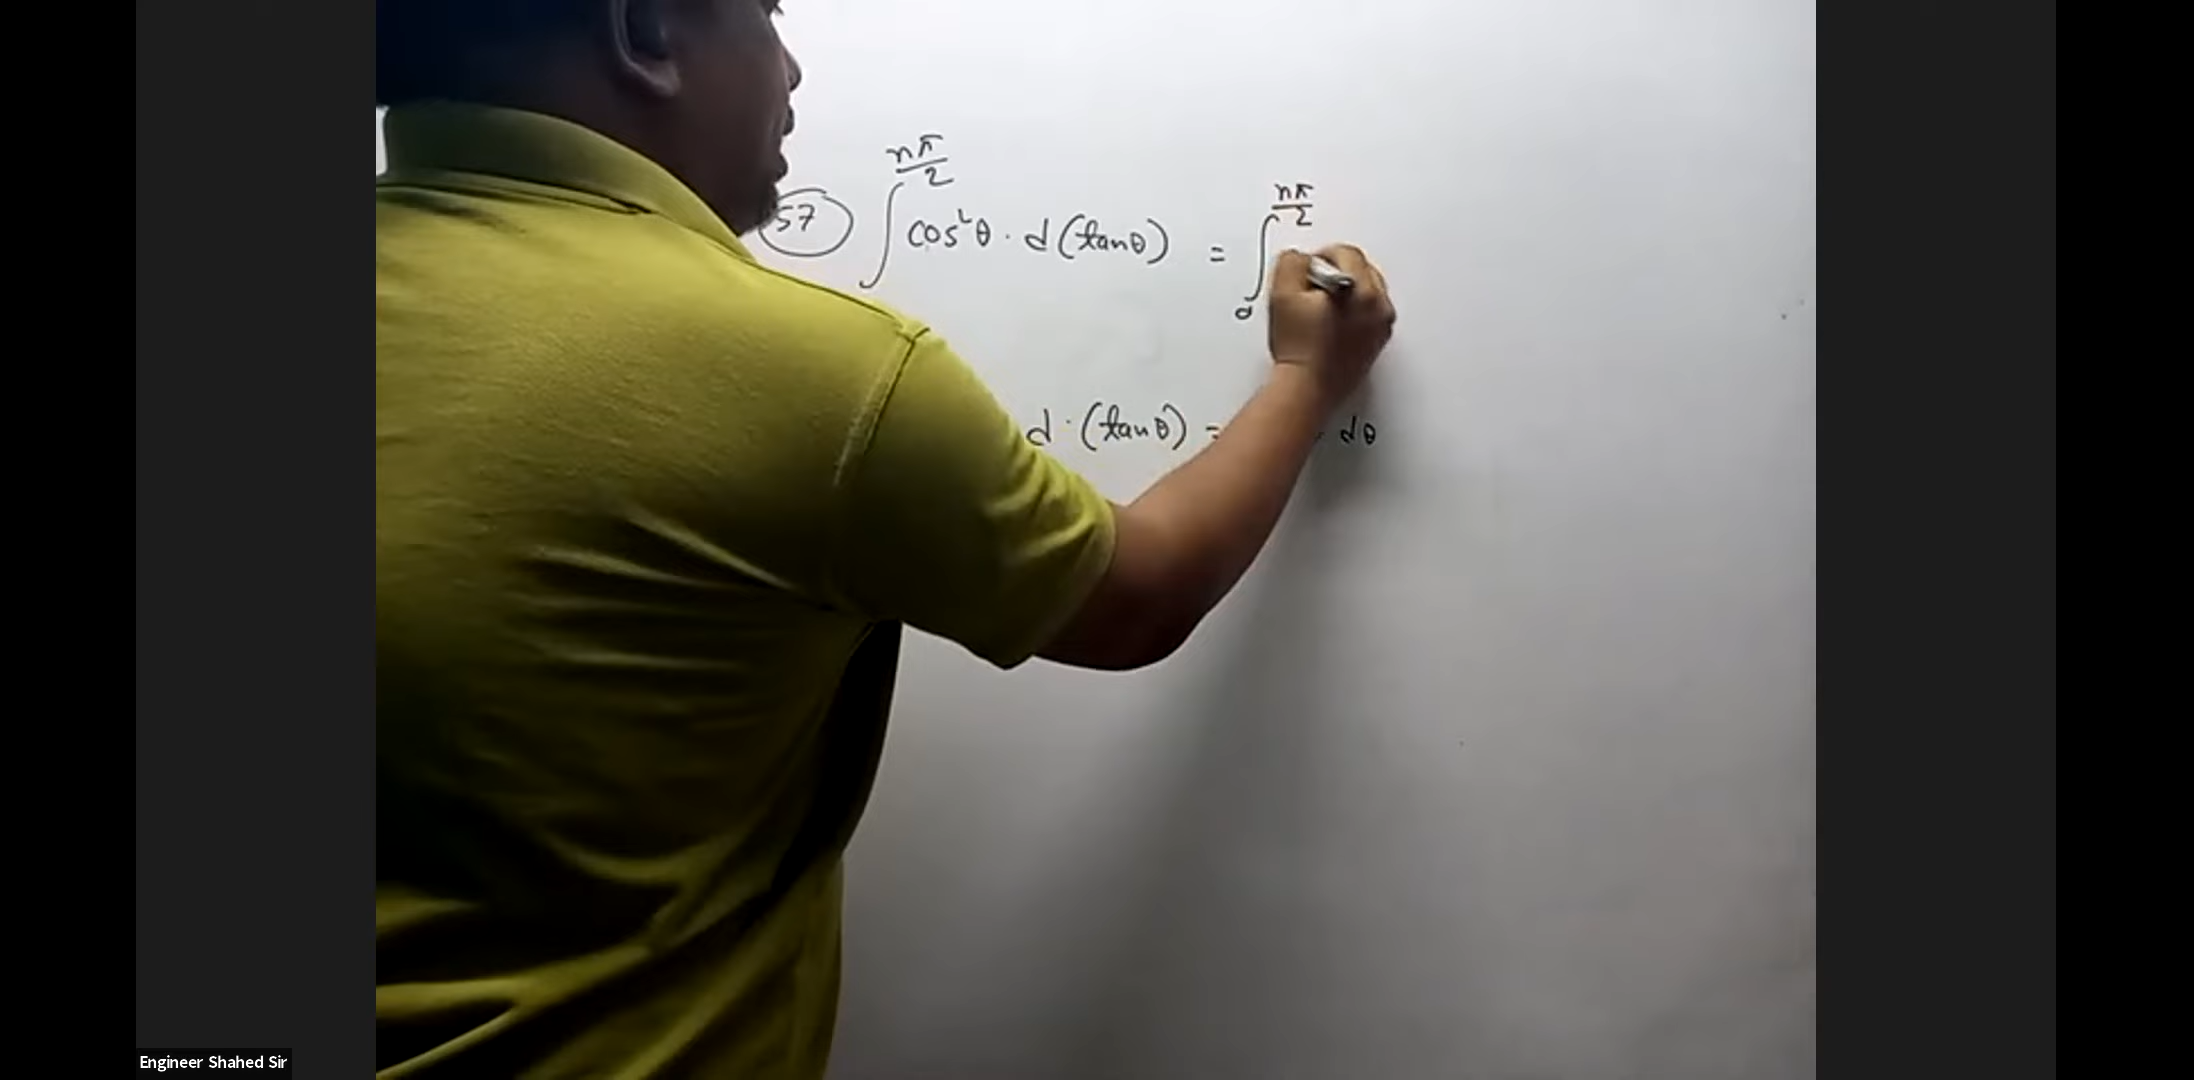 57 ∫ nπ/2 cos²θ · d(tanθ) = ∫ 0 nπ/2
d · (tanθ) = · dθ
Engineer Shahed Sir